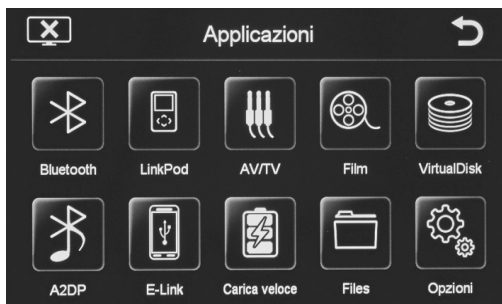 Applicazioni
Bluetooth LinkPod AV/TV Film VirtualDisk
A2DP E-Link Carica veloce Files Opzioni